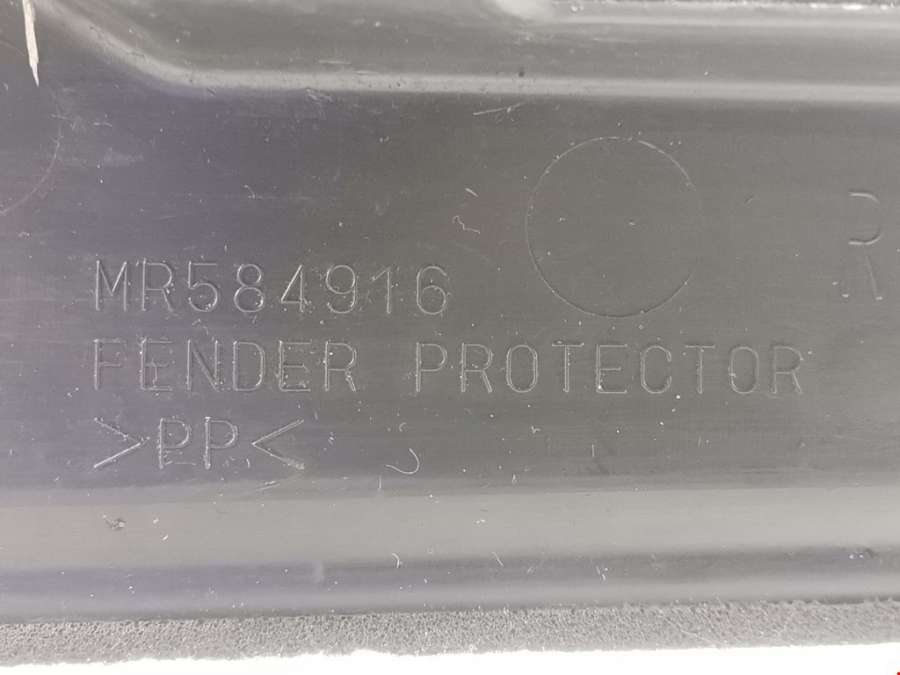 MR584916
FENDER PROTECTOR
>PP<
R